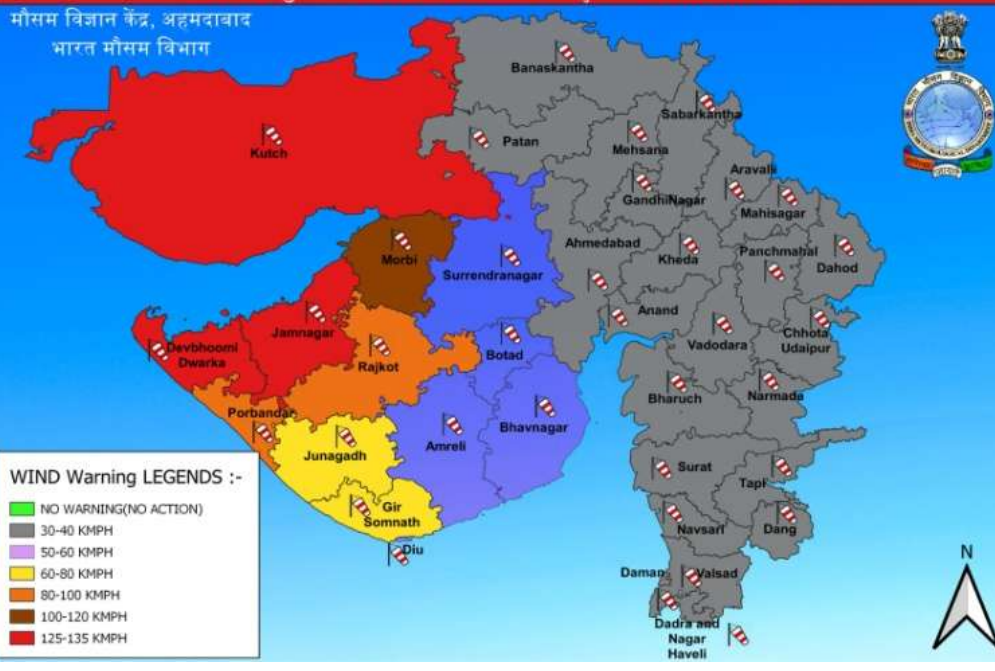 मौसम विज्ञान केंद्र, अहमदाबाद
भारत मौसम विभाग
Banaskantha
Sabarkantha
Kutch
Patan
Mehsana
Aravalli
GandhiNagar
Mahisagar
Morbi
Surrendranagar
Ahmedabad
Kheda
Panchmahal
Dahod
Jamnagar
Anand
Devbhoomi
Dwarka
Rajkot
Botad
Vadodara
Chhota
Udaipur
Porbandar
Bharuch
Narmada
Junagadh
Amreli
Bhavnagar
Surat
Tapi
Gir
Somnath
Navsari
Dang
Diu
Daman
Valsad
Dadra and
Nagar
Haveli
WIND Warning LEGENDS :-
NO WARNING(NO ACTION)
30-40 KMPH
50-60 KMPH
60-80 KMPH
80-100 KMPH
100-120 KMPH
125-135 KMPH
N